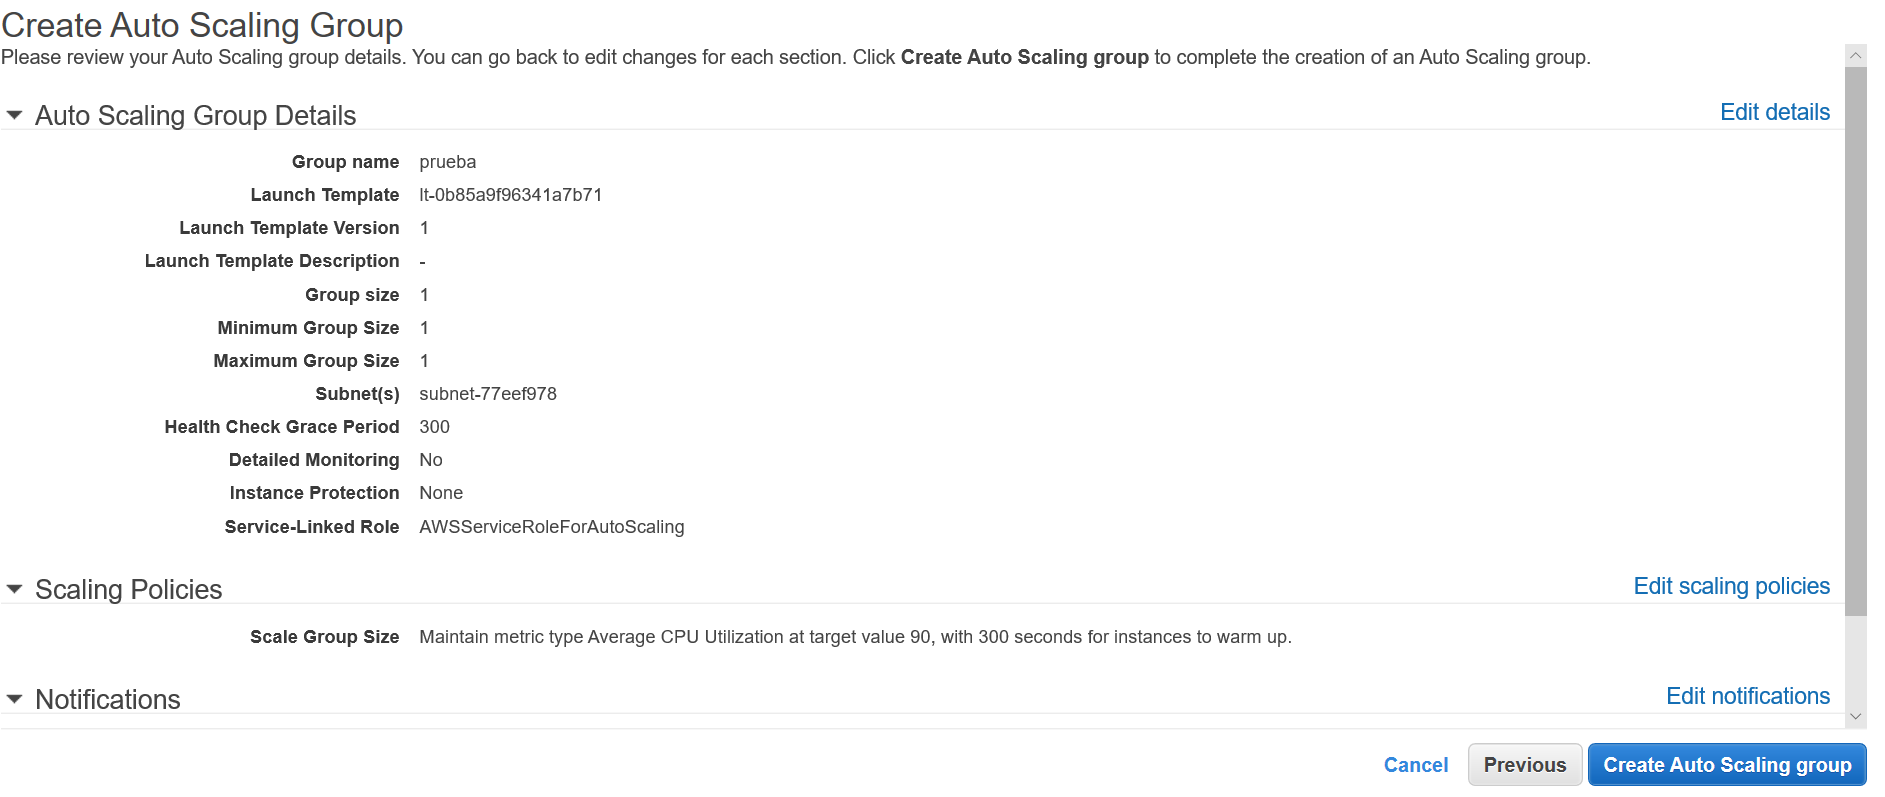 Create Auto Scaling Group
Please review your Auto Scaling group details. You can go back to edit changes for each section. Click Create Auto Scaling group to complete the creation of an Auto Scaling group.
Auto Scaling Group Details Edit details
Group name prueba
Launch Template lt-0b85a9f96341a7b71
Launch Template Version 1
Launch Template Description -
Group size 1
Minimum Group Size 1
Maximum Group Size 1
Subnet(s) subnet-77eef978
Health Check Grace Period 300
Detailed Monitoring No
Instance Protection None
Service-Linked Role AWSServiceRoleForAutoScaling
Scaling Policies Edit scaling policies
Scale Group Size Maintain metric type Average CPU Utilization at target value 90, with 300 seconds for instances to warm up.
Notifications Edit notifications
Cancel Previous Create Auto Scaling group